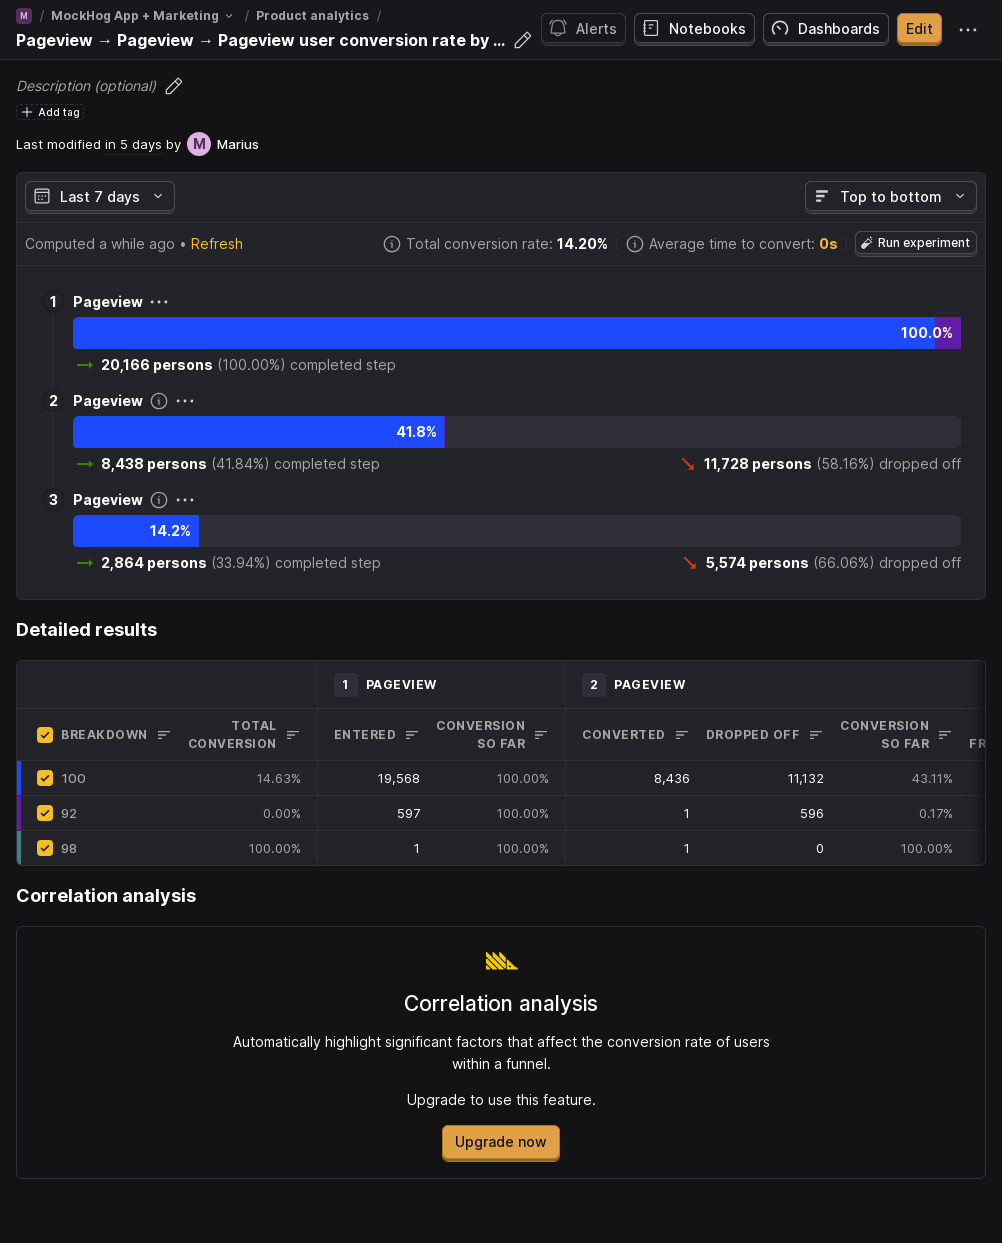 M / MockHog App + Marketing / Product analytics /
Pageview → Pageview → Pageview user conversion rate by ...
Alerts
Notebooks
Dashboards
Edit
Description (optional)
Add tag
Last modified in 5 days by M Marius
Last 7 days
Top to bottom
Computed a while ago • Refresh
Total conversion rate: 14.20%
Average time to convert: 0s
Run experiment
1 Pageview
100.0%
20,166 persons (100.00%) completed step
2 Pageview
41.8%
8,438 persons (41.84%) completed step
11,728 persons (58.16%) dropped off
3 Pageview
14.2%
2,864 persons (33.94%) completed step
5,574 persons (66.06%) dropped off
Detailed results
1 PAGEVIEW
2 PAGEVIEW
BREAKDOWN
TOTAL
CONVERSION
ENTERED
CONVERSION
SO FAR
CONVERTED
DROPPED OFF
CONVERSION
SO FAR
100 14.63% 19,568 100.00% 8,436 11,132 43.11%
92 0.00% 597 100.00% 1 596 0.17%
98 100.00% 1 100.00% 1 0 100.00%
Correlation analysis
Correlation analysis
Automatically highlight significant factors that affect the conversion rate of users
within a funnel.
Upgrade to use this feature.
Upgrade now